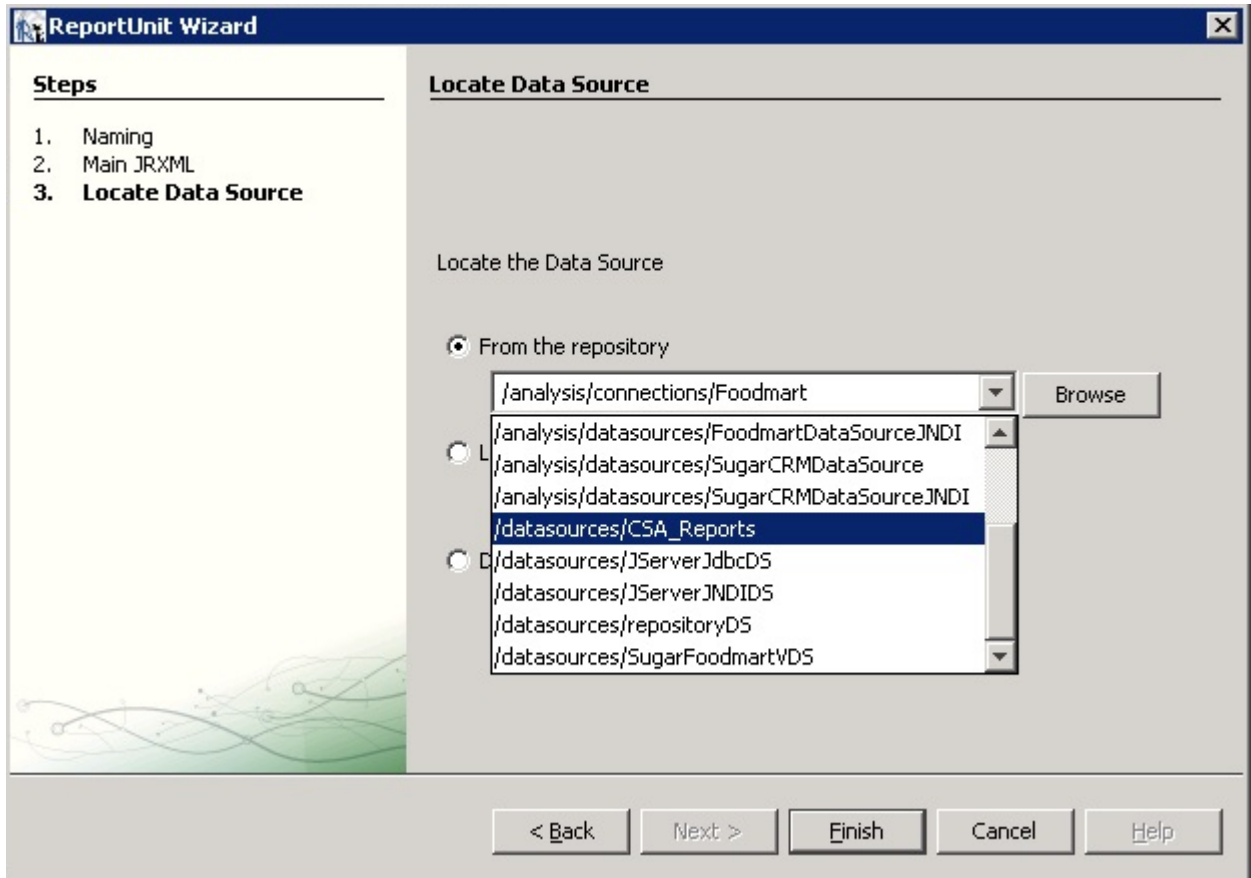 ReportUnit Wizard
Steps
1. Naming
2. Main JRXML
3. Locate Data Source
Locate Data Source
Locate the Data Source
From the repository
/analysis/connections/Foodmart
Browse
/analysis/datasources/FoodmartDataSourceJNDI
L
/analysis/datasources/SugarCRMDataSource
/analysis/datasources/SugarCRMDataSourceJNDI
/datasources/CSA_Reports
D
/datasources/JServerJdbcDS
/datasources/JServerJNDIDS
/datasources/repositoryDS
/datasources/SugarFoodmartVDS
< Back
Next >
Finish
Cancel
Help